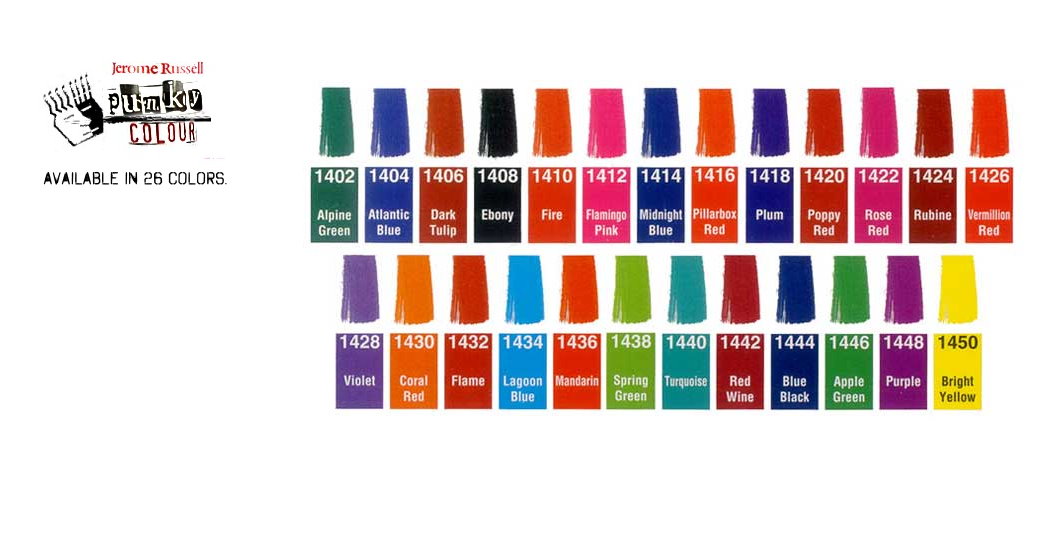 Jerome Russell
punky
COLOUR
AVAILABLE IN 26 COLORS.
1402 1404 1406 1408 1410 1412 1414 1416 1418 1420 1422 1424 1426
Alpine Green Atlantic Blue Dark Tulip Ebony Fire Flamingo Pink Midnight Blue Pillarbox Red Plum Poppy Red Rose Red Rubine Vermillion Red
1428 1430 1432 1434 1436 1438 1440 1442 1444 1446 1448 1450
Violet Coral Red Flame Lagoon Blue Mandarin Spring Green Turquoise Red Wine Blue Black Apple Green Purple Bright Yellow